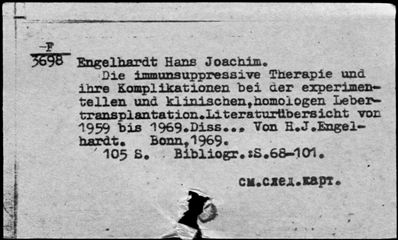 F
3698
Engelhardt Hans Joachim.
Die immunsuppressive Therapie und
ihre Komplikationen bei der experimen-
tellen und klinischen,homologen Leber-
transplantation.Literaturübersicht von
1959 bis 1969.Diss... Von H.J.Engel-
hardt. Bonn,1969.
105 S. Bibliogr.:S.68-101.
см.след.карт.